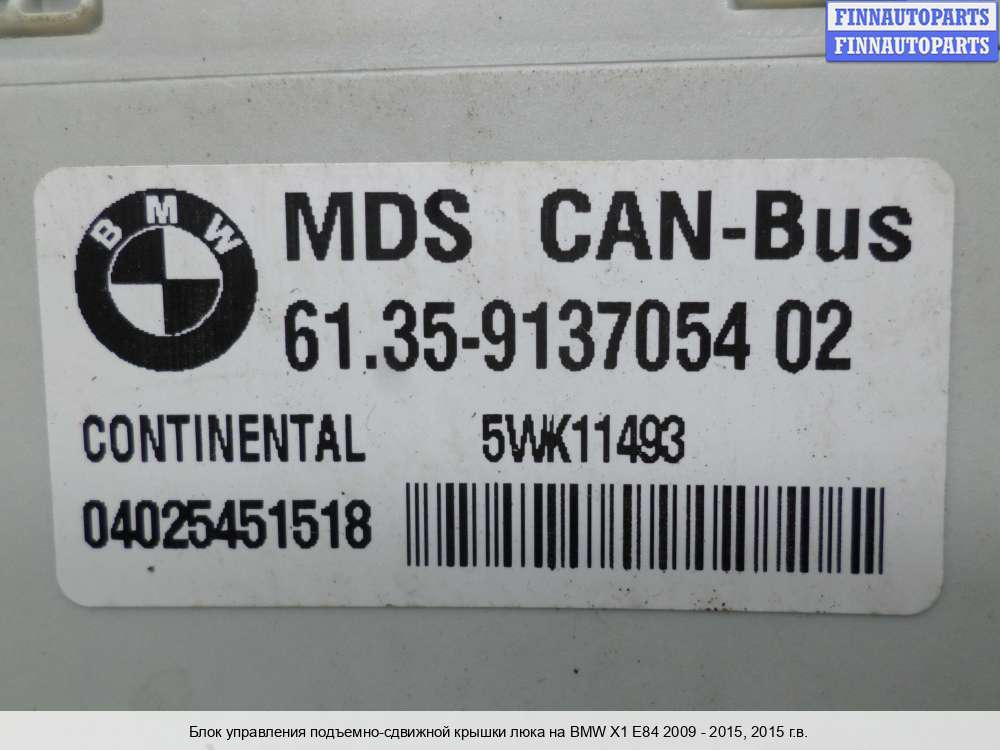 FINNAUTOPARTS
FINNAUTOPARTS
BMW
MDS CAN-Bus
61.35-9137054 02
CONTINENTAL 5WK11493
04025451518
Блок управления подъемно-сдвижной крышки люка на BMW X1 E84 2009 - 2015, 2015 г.в.